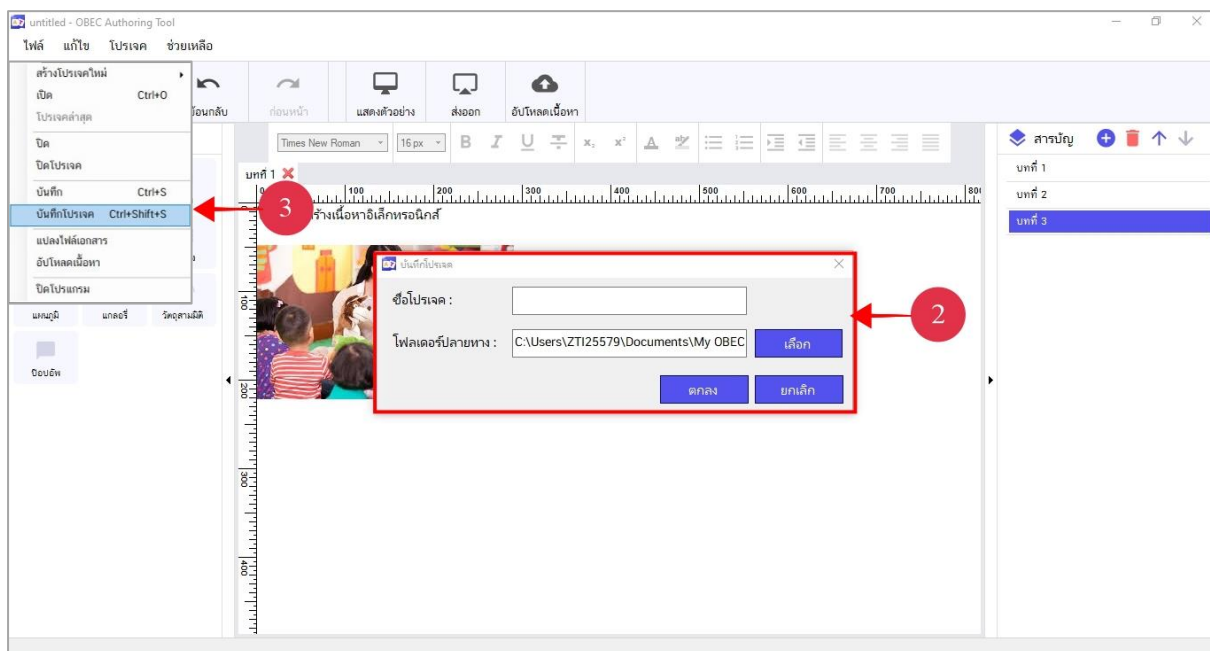 untitled - OBEC Authoring Tool
ไฟล์ แก้ไข โปรเจค ช่วยเหลือ
สร้างโปรเจคใหม่
เปิด Ctrl+O
โปรเจคล่าสุด
ปิด
ปิดโปรเจค
บันทึก Ctrl+S
บันทึกโปรเจค Ctrl+Shift+S
แปลงไฟล์เอกสาร
อัปโหลดเนื้อหา
ปิดโปรแกรม
ย้อนกลับ ก่อนหน้า แสดงตัวอย่าง ส่งออก อัปโหลดเนื้อหา
Times New Roman 16 px B I U T x₂ x² A aby
บทที่ 1
0 100 200 300 400 500 600 700 800
3
สร้างเนื้อหาอิเล็กทรอนิกส์
บันทึกโปรเจค
ชื่อโปรเจค :
โฟลเดอร์ปลายทาง : C:\Users\ZTI25579\Documents\My OBEC เลือก
ตกลง ยกเลิก
2
แผนภูมิ แกลอรี่ วัตถุสามมิติ
ป๊อบอัพ
0
100
200
300
400
สารบัญ
บทที่ 1
บทที่ 2
บทที่ 3